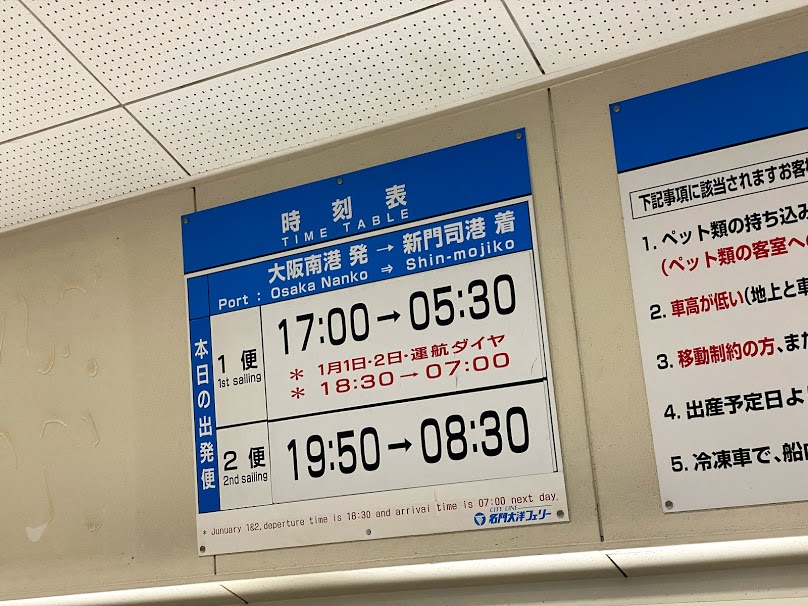 時刻表
TIME TABLE
大阪南港 発 → 新門司港 着
Port : Osaka Nanko ⇒ Shin-mojiko
本日の出発便
1 便
1st sailing
17:00→05:30
* 1月1日・2日・運航ダイヤ
* 18:30→07:00
2 便
2nd sailing
19:50→08:30
* Junuary 1&2, departure time is 18:30 and arrival time is 07:00 next day.
CITY LINE
名門大洋フェリー
下記事項に該当されますお客
1. ペット類の持ち込み
(ペット類の客室への
2. 車高が低い(地上と車
3. 移動制約の方、また
4. 出産予定日よ
5. 冷凍車で、船内